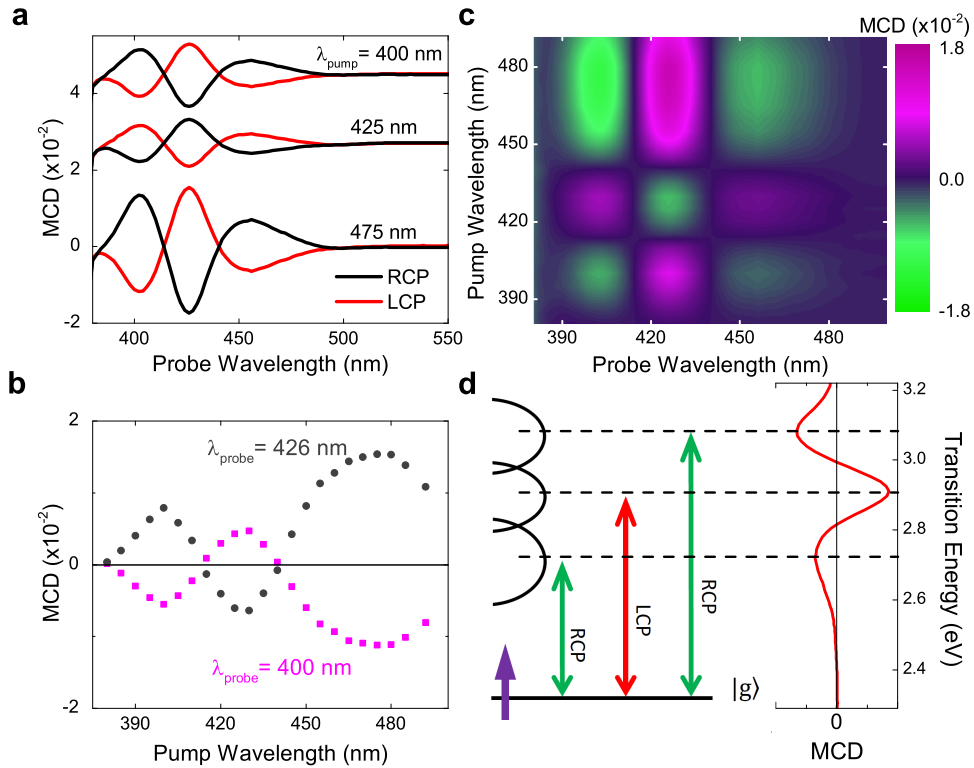 a
λpump = 400 nm
425 nm
475 nm
RCP
LCP
4
2
0
-2
MCD (x10-2)
400
450
500
550
Probe Wavelength (nm)
c
MCD (x10-2)
1.8
0.0
-1.8
480
450
420
390
Pump Wavelength (nm)
390
420
450
480
Probe Wavelength (nm)
b
2
0
-2
MCD (x10-2)
λprobe= 426 nm
λprobe= 400 nm
390
420
450
480
Pump Wavelength (nm)
d
RCP
LCP
RCP
|g⟩
3.2
3.0
2.8
2.6
2.4
Transition Energy (eV)
0
MCD